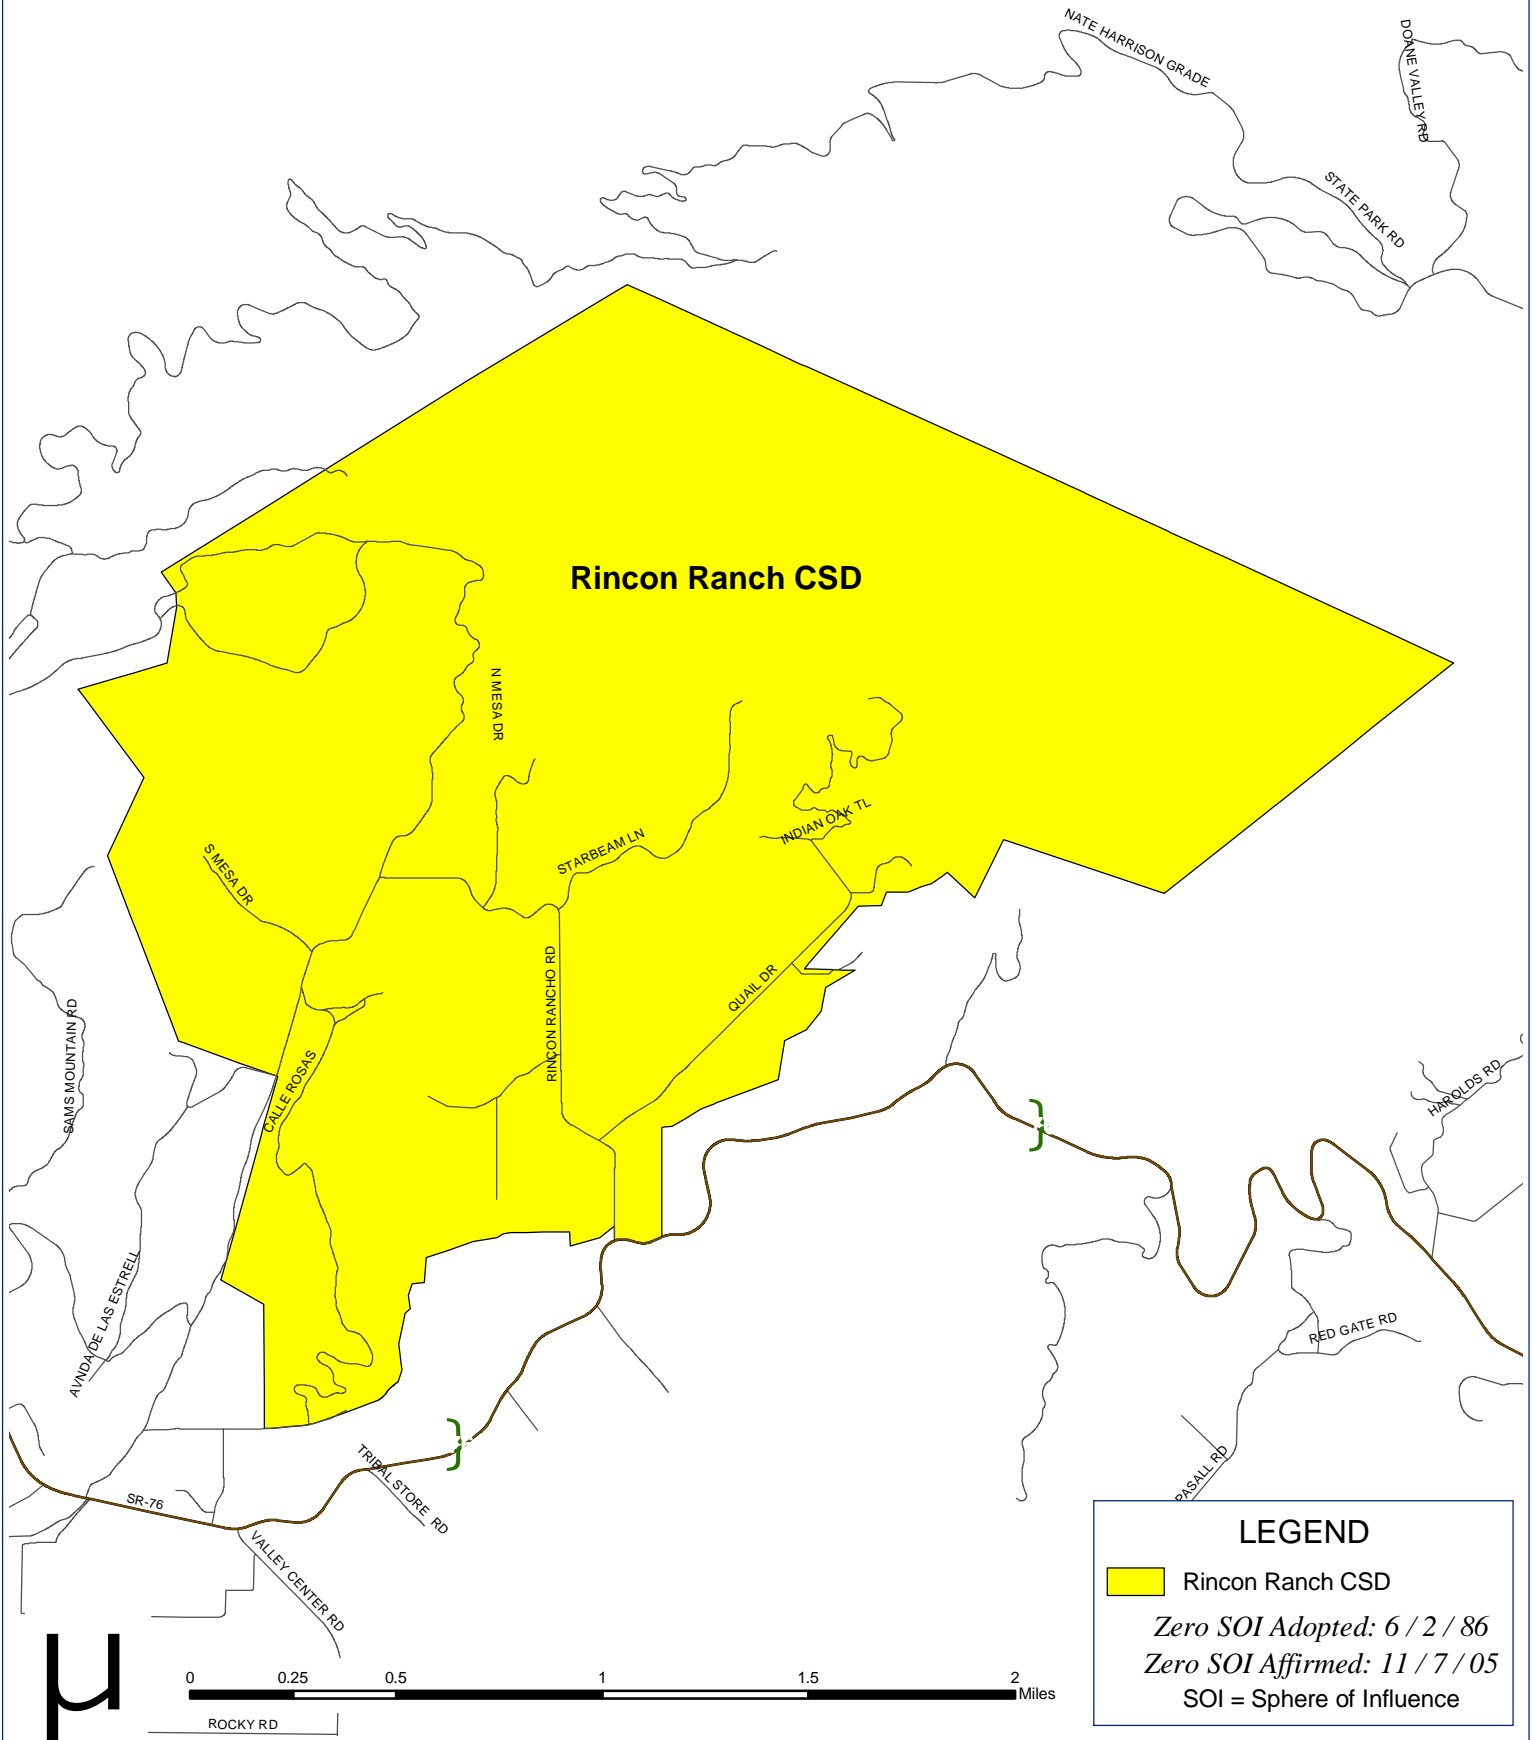 NATE HARRISON GRADE
DOANE VALLEY RD
STATE PARK RD
Rincon Ranch CSD
N MESA DR
S MESA DR
STARBEAM LN
INDIAN OAK TL
QUAIL DR
RINCON RANCHO RD
SAMS MOUNTAIN RD
CALLE ROSAS
HAROLDS RD
AVNDA DE LAS ESTRELL
RED GATE RD
PASALL RD
TRIBAL STORE RD
SR-76
VALLEY CENTER RD
LEGEND
Rincon Ranch CSD
Zero SOI Adopted: 6 / 2 / 86
Zero SOI Affirmed: 11 / 7 / 05
SOI = Sphere of Influence
µ
0 0.25 0.5 1 1.5 2
Miles
ROCKY RD